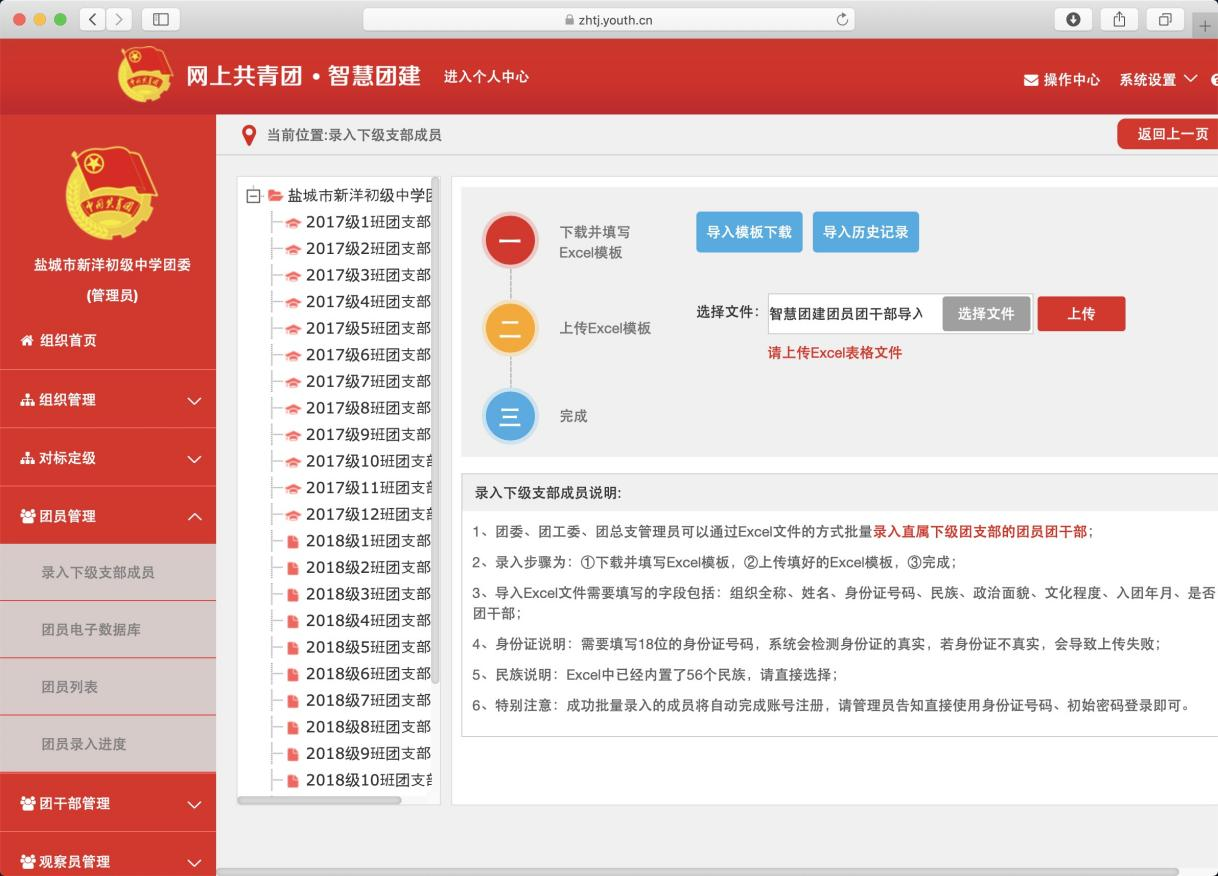 zhtj.youth.cn
网上共青团·智慧团建
进入个人中心
操作中心
系统设置
盐城市新洋初级中学团委
(管理员)
组织首页
组织管理
对标定级
团员管理
录入下级支部成员
团员电子数据库
团员列表
团员录入进度
团干部管理
观察员管理
当前位置:录入下级支部成员
返回上一页
盐城市新洋初级中学团
2017级1班团支部
2017级2班团支部
2017级3班团支部
2017级4班团支部
2017级5班团支部
2017级6班团支部
2017级7班团支部
2017级8班团支部
2017级9班团支部
2017级10班团支部
2017级11班团支部
2017级12班团支部
2018级1班团支部
2018级2班团支部
2018级3班团支部
2018级4班团支部
2018级5班团支部
2018级6班团支部
2018级7班团支部
2018级8班团支部
2018级9班团支部
2018级10班团支部
一
下载并填写
Excel模板
导入模板下载
导入历史记录
二
上传Excel模板
选择文件：
智慧团建团员团干部导入
选择文件
上传
请上传Excel表格文件
三
完成
录入下级支部成员说明:
1、团委、团工委、团总支管理员可以通过Excel文件的方式批量录入直属下级团支部的团员团干部；
2、录入步骤为：①下载并填写Excel模板，②上传填好的Excel模板，③完成；
3、导入Excel文件需要填写的字段包括：组织全称、姓名、身份证号码、民族、政治面貌、文化程度、入团年月、是否
团干部；
4、身份证说明：需要填写18位的身份证号码，系统会检测身份证的真实，若身份证不真实，会导致上传失败；
5、民族说明：Excel中已经内置了56个民族，请直接选择；
6、特别注意：成功批量录入的成员将自动完成账号注册，请管理员告知直接使用身份证号码、初始密码登录即可。